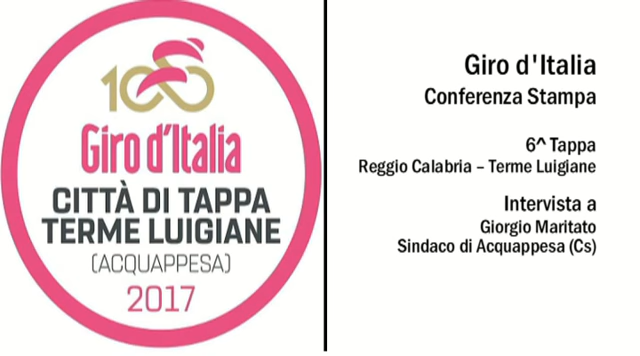 100
Giro d'Italia
CITTÀ DI TAPPA
TERME LUIGIANE
(ACQUAPPESA)
2017
Giro d'Italia
Conferenza Stampa
6^ Tappa
Reggio Calabria – Terme Luigiane
Intervista a
Giorgio Maritato
Sindaco di Acquappesa (Cs)